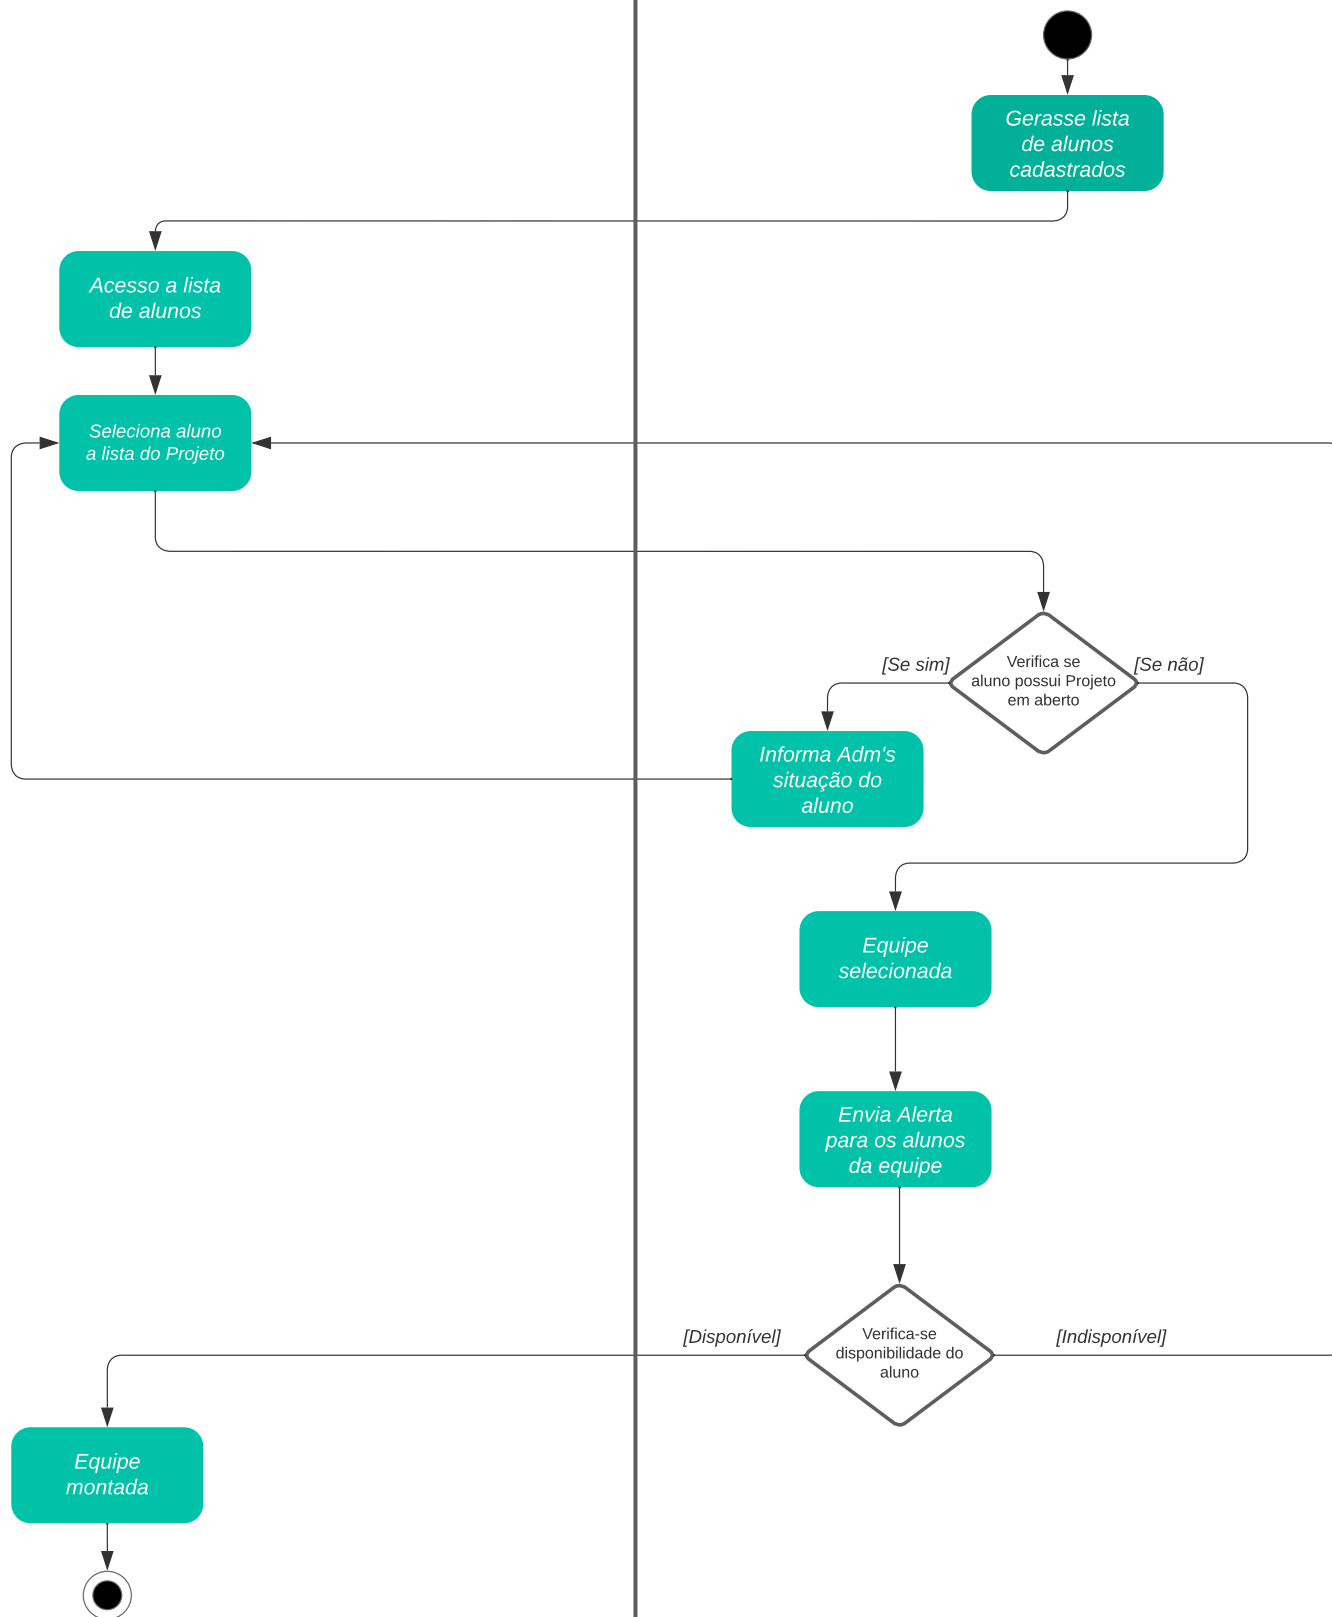 Gerasse lista
de alunos
cadastrados
Acesso a lista
de alunos
Seleciona aluno
a lista do Projeto
[Se sim]
Verifica se
aluno possui Projeto
em aberto
[Se não]
Informa Adm's
situação do
aluno
Equipe
selecionada
Envia Alerta
para os alunos
da equipe
[Disponível]
Verifica-se
disponibilidade do
aluno
[Indisponível]
Equipe
montada